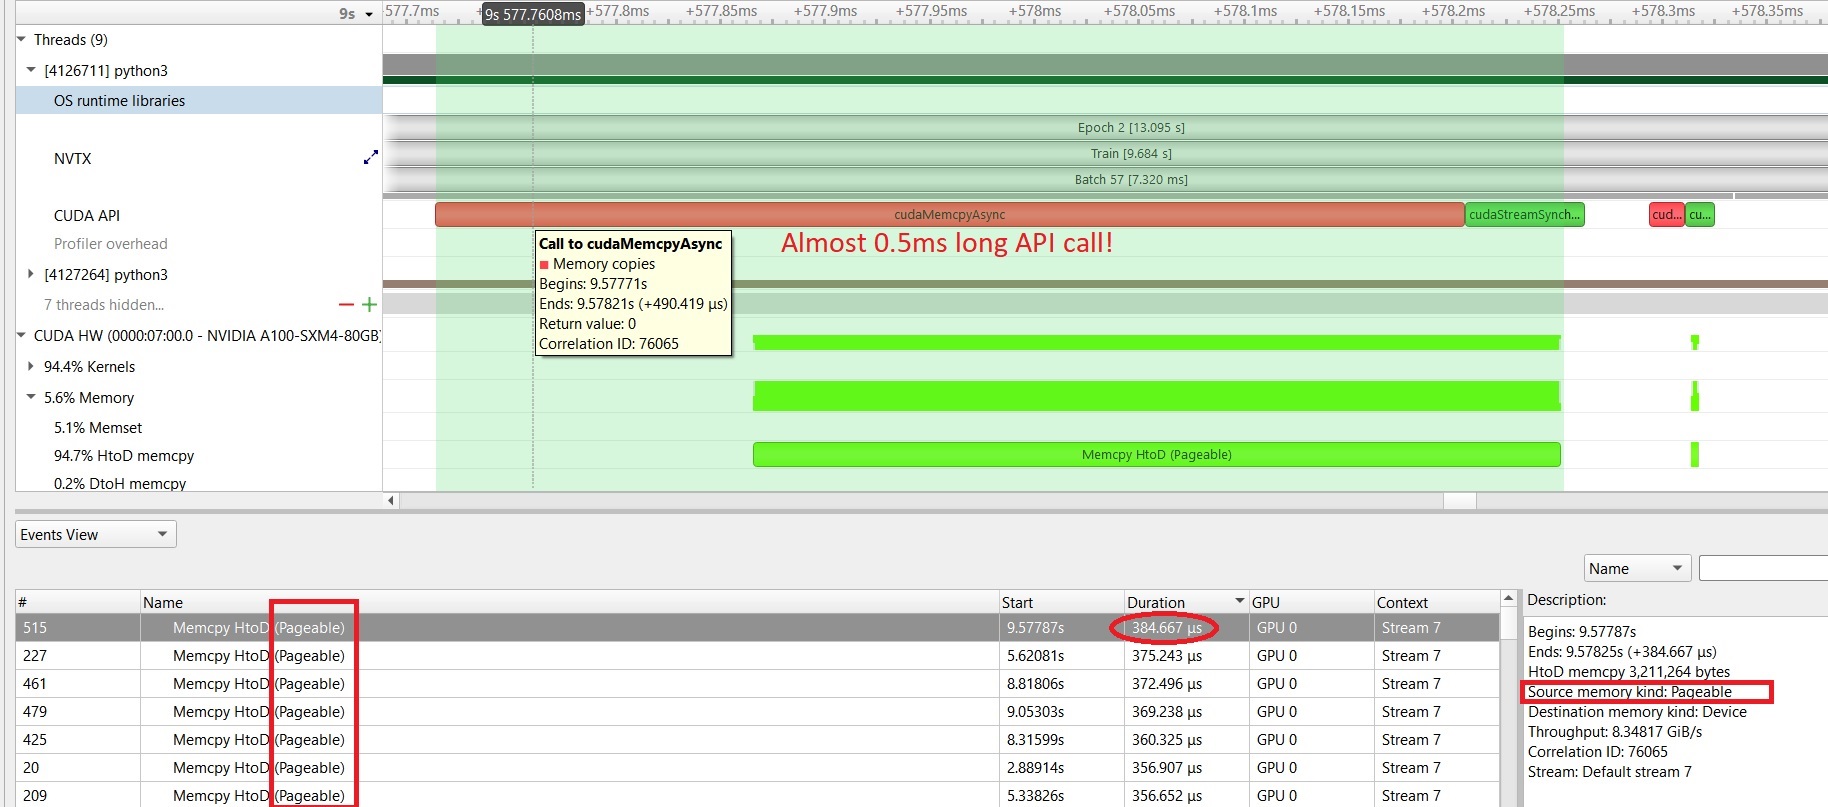 9s
577.7ms
9s 577.7608ms
+577.8ms
+577.85ms
+577.9ms
+577.95ms
+578ms
+578.05ms
+578.1ms
+578.15ms
+578.2ms
+578.25ms
+578.3ms
+578.35ms
Threads (9)
[4126711] python3
OS runtime libraries
NVTX
Epoch 2 [13.095 s]
Train [9.684 s]
Batch 57 [7.320 ms]
CUDA API
cudaMemcpyAsync
cudaStreamSynch...
cud...
cu...
Profiler overhead
Almost 0.5ms long API call!
Call to cudaMemcpyAsync
Memory copies
Begins: 9.57771s
Ends: 9.57821s (+490.419 µs)
Return value: 0
Correlation ID: 76065
[4127264] python3
7 threads hidden...
CUDA HW (0000:07:00.0 - NVIDIA A100-SXM4-80GB)
94.4% Kernels
5.6% Memory
5.1% Memset
94.7% HtoD memcpy
Memcpy HtoD (Pageable)
0.2% DtoH memcpy
Events View
Name
# Name Start Duration GPU Context
515 Memcpy HtoD (Pageable) 9.57787s 384.667 µs GPU 0 Stream 7
227 Memcpy HtoD (Pageable) 5.62081s 375.243 µs GPU 0 Stream 7
461 Memcpy HtoD (Pageable) 8.81806s 372.496 µs GPU 0 Stream 7
479 Memcpy HtoD (Pageable) 9.05303s 369.238 µs GPU 0 Stream 7
425 Memcpy HtoD (Pageable) 8.31599s 360.325 µs GPU 0 Stream 7
20 Memcpy HtoD (Pageable) 2.88914s 356.907 µs GPU 0 Stream 7
209 Memcpy HtoD (Pageable) 5.33826s 356.652 µs GPU 0 Stream 7
Description:
Begins: 9.57787s
Ends: 9.57825s (+384.667 µs)
HtoD memcpy 3,211,264 bytes
Source memory kind: Pageable
Destination memory kind: Device
Throughput: 8.34817 GiB/s
Correlation ID: 76065
Stream: Default stream 7